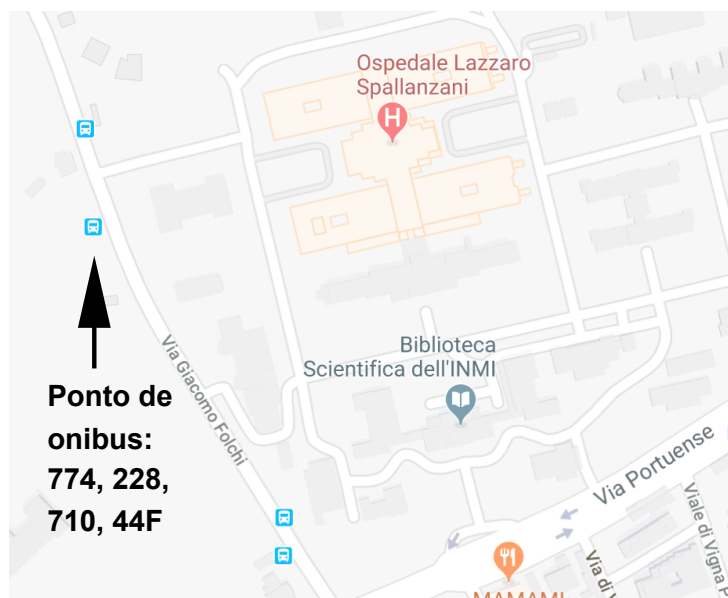 Ospedale Lazzaro
Spallanzani
H
Via Giacomo Folchi
Biblioteca
Scientifica dell'INMI
Ponto de
onibus:
774, 228,
710, 44F
Via Portuense
Viale di Vigna
Via di
MAMAMI